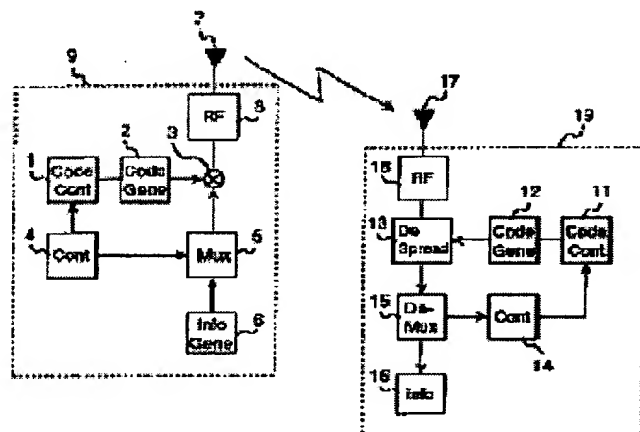 7
9
RF
8
2
3
1
Code
Cont
Code
Gene
4
Cont
Mux
5
Info
Gene
6
17
19
18
RF
12
11
13
De
Spread
Code
Gene
Code
Cont.
15
De-
Mux
Cont
14
16
Info